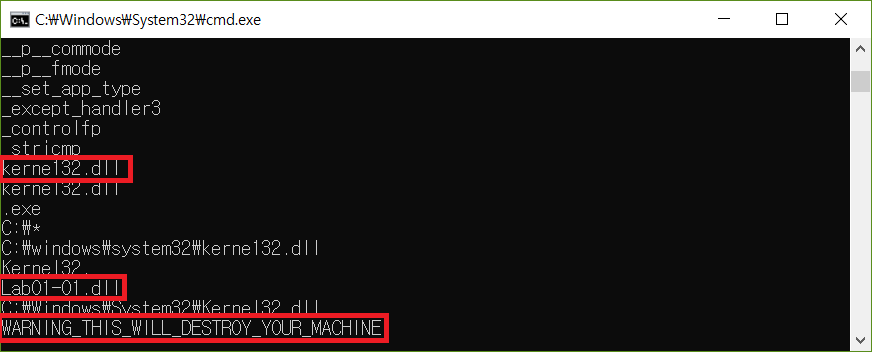 C:₩Windows₩System32₩cmd.exe
__p__commode
__p__fmode
__set_app_type
_except_handler3
_controlfp
_stricmp
kerne132.dll
kernel32.dll
.exe
C:₩*
C:₩windows₩system32₩kerne132.dll
Kernel32.
Lab01-01.dll
C:₩Windows₩System32₩Kernel32.dll
WARNING_THIS_WILL_DESTROY_YOUR_MACHINE